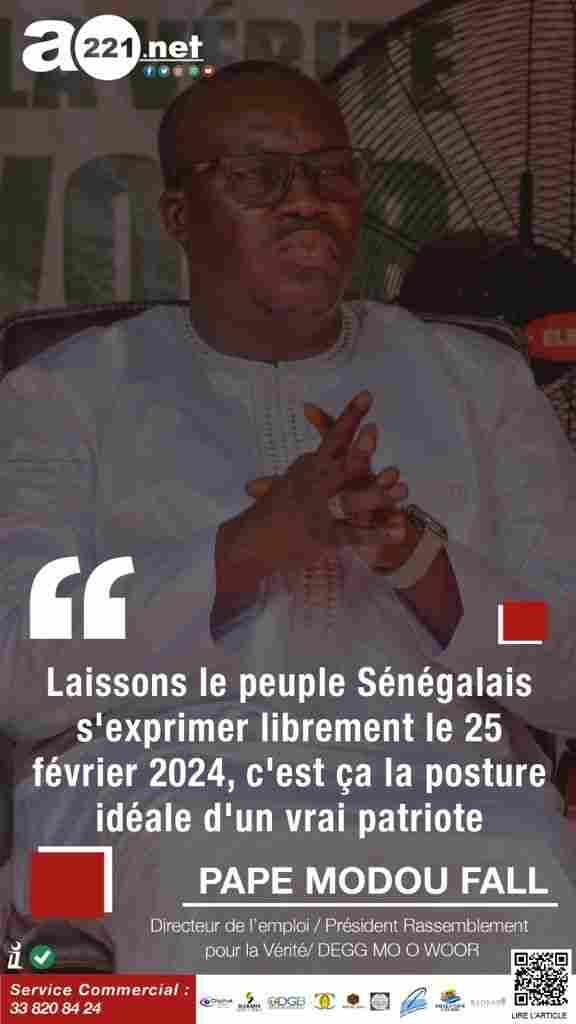 a221.net
LA VÉRITÉ
Laissons le peuple Sénégalais
s'exprimer librement le 25
février 2024, c'est ça la posture
idéale d'un vrai patriote
PAPE MODOU FALL
Directeur de l'emploi / Président Rassemblement
pour la Vérité/ DEGG MO O WOOR
Service Commercial :
33 820 84 24
LIRE L'ARTICLE